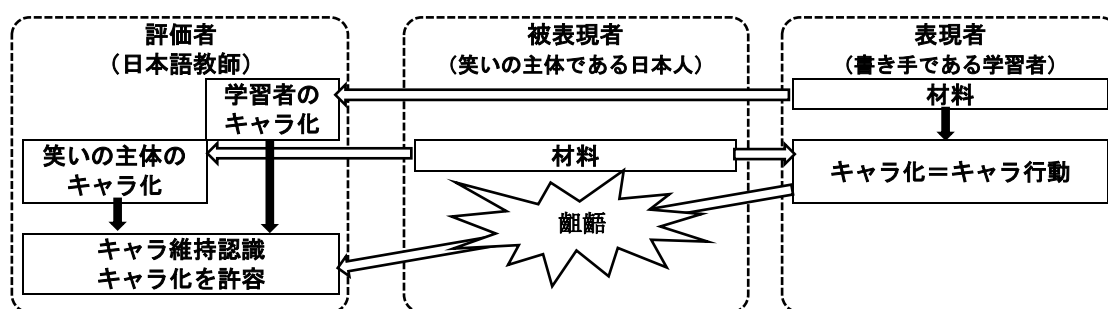 評価者
（日本語教師）
学習者の
キャラ化
笑いの主体の
キャラ化
キャラ維持認識
キャラ化を許容
被表現者
（笑いの主体である日本人）
材料
齟齬
表現者
（書き手である学習者）
材料
キャラ化＝キャラ行動